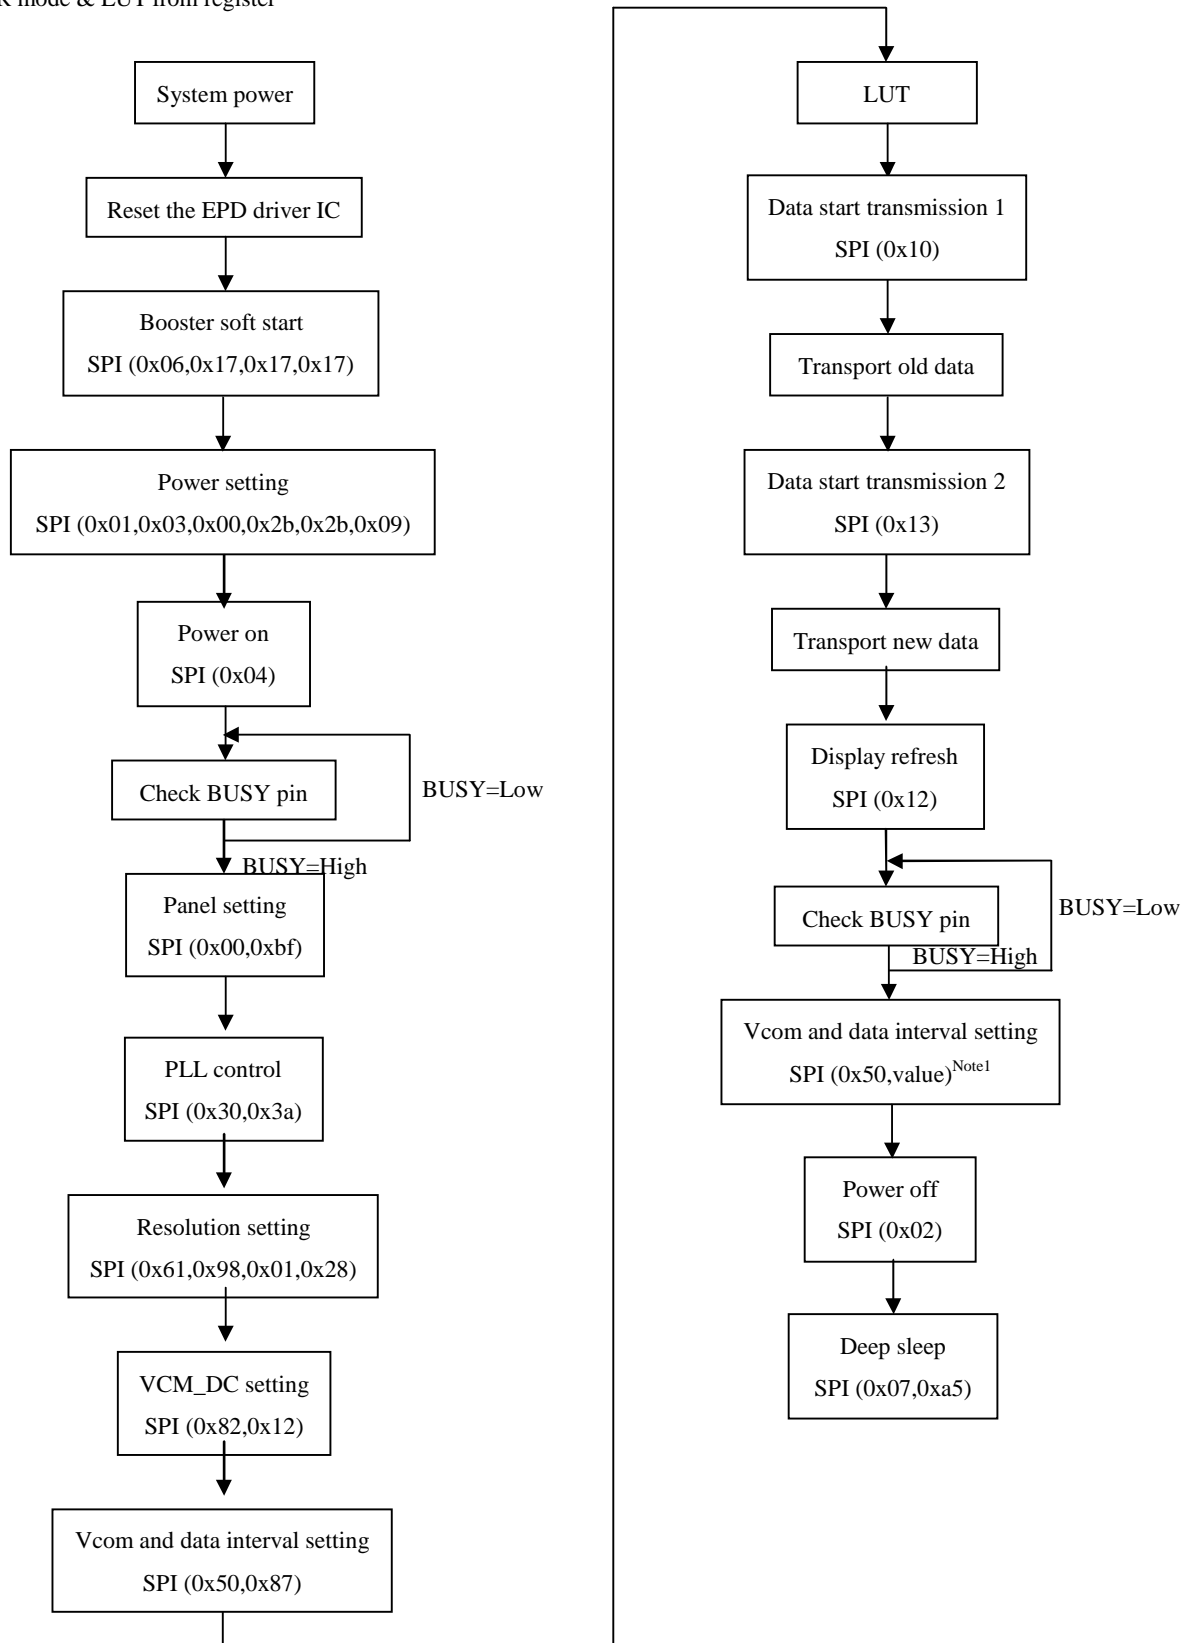 mode & LUT from register
System power
Reset the EPD driver IC
Booster soft start
SPI (0x06,0x17,0x17,0x17)
Power setting
SPI (0x01,0x03,0x00,0x2b,0x2b,0x09)
Power on
SPI (0x04)
Check BUSY pin
BUSY=Low
BUSY=High
Panel setting
SPI (0x00,0xbf)
PLL control
SPI (0x30,0x3a)
Resolution setting
SPI (0x61,0x98,0x01,0x28)
VCM_DC setting
SPI (0x82,0x12)
Vcom and data interval setting
SPI (0x50,0x87)
LUT
Data start transmission 1
SPI (0x10)
Transport old data
Data start transmission 2
SPI (0x13)
Transport new data
Display refresh
SPI (0x12)
Check BUSY pin
BUSY=Low
BUSY=High
Vcom and data interval setting
SPI (0x50,value)Note1
Power off
SPI (0x02)
Deep sleep
SPI (0x07,0xa5)